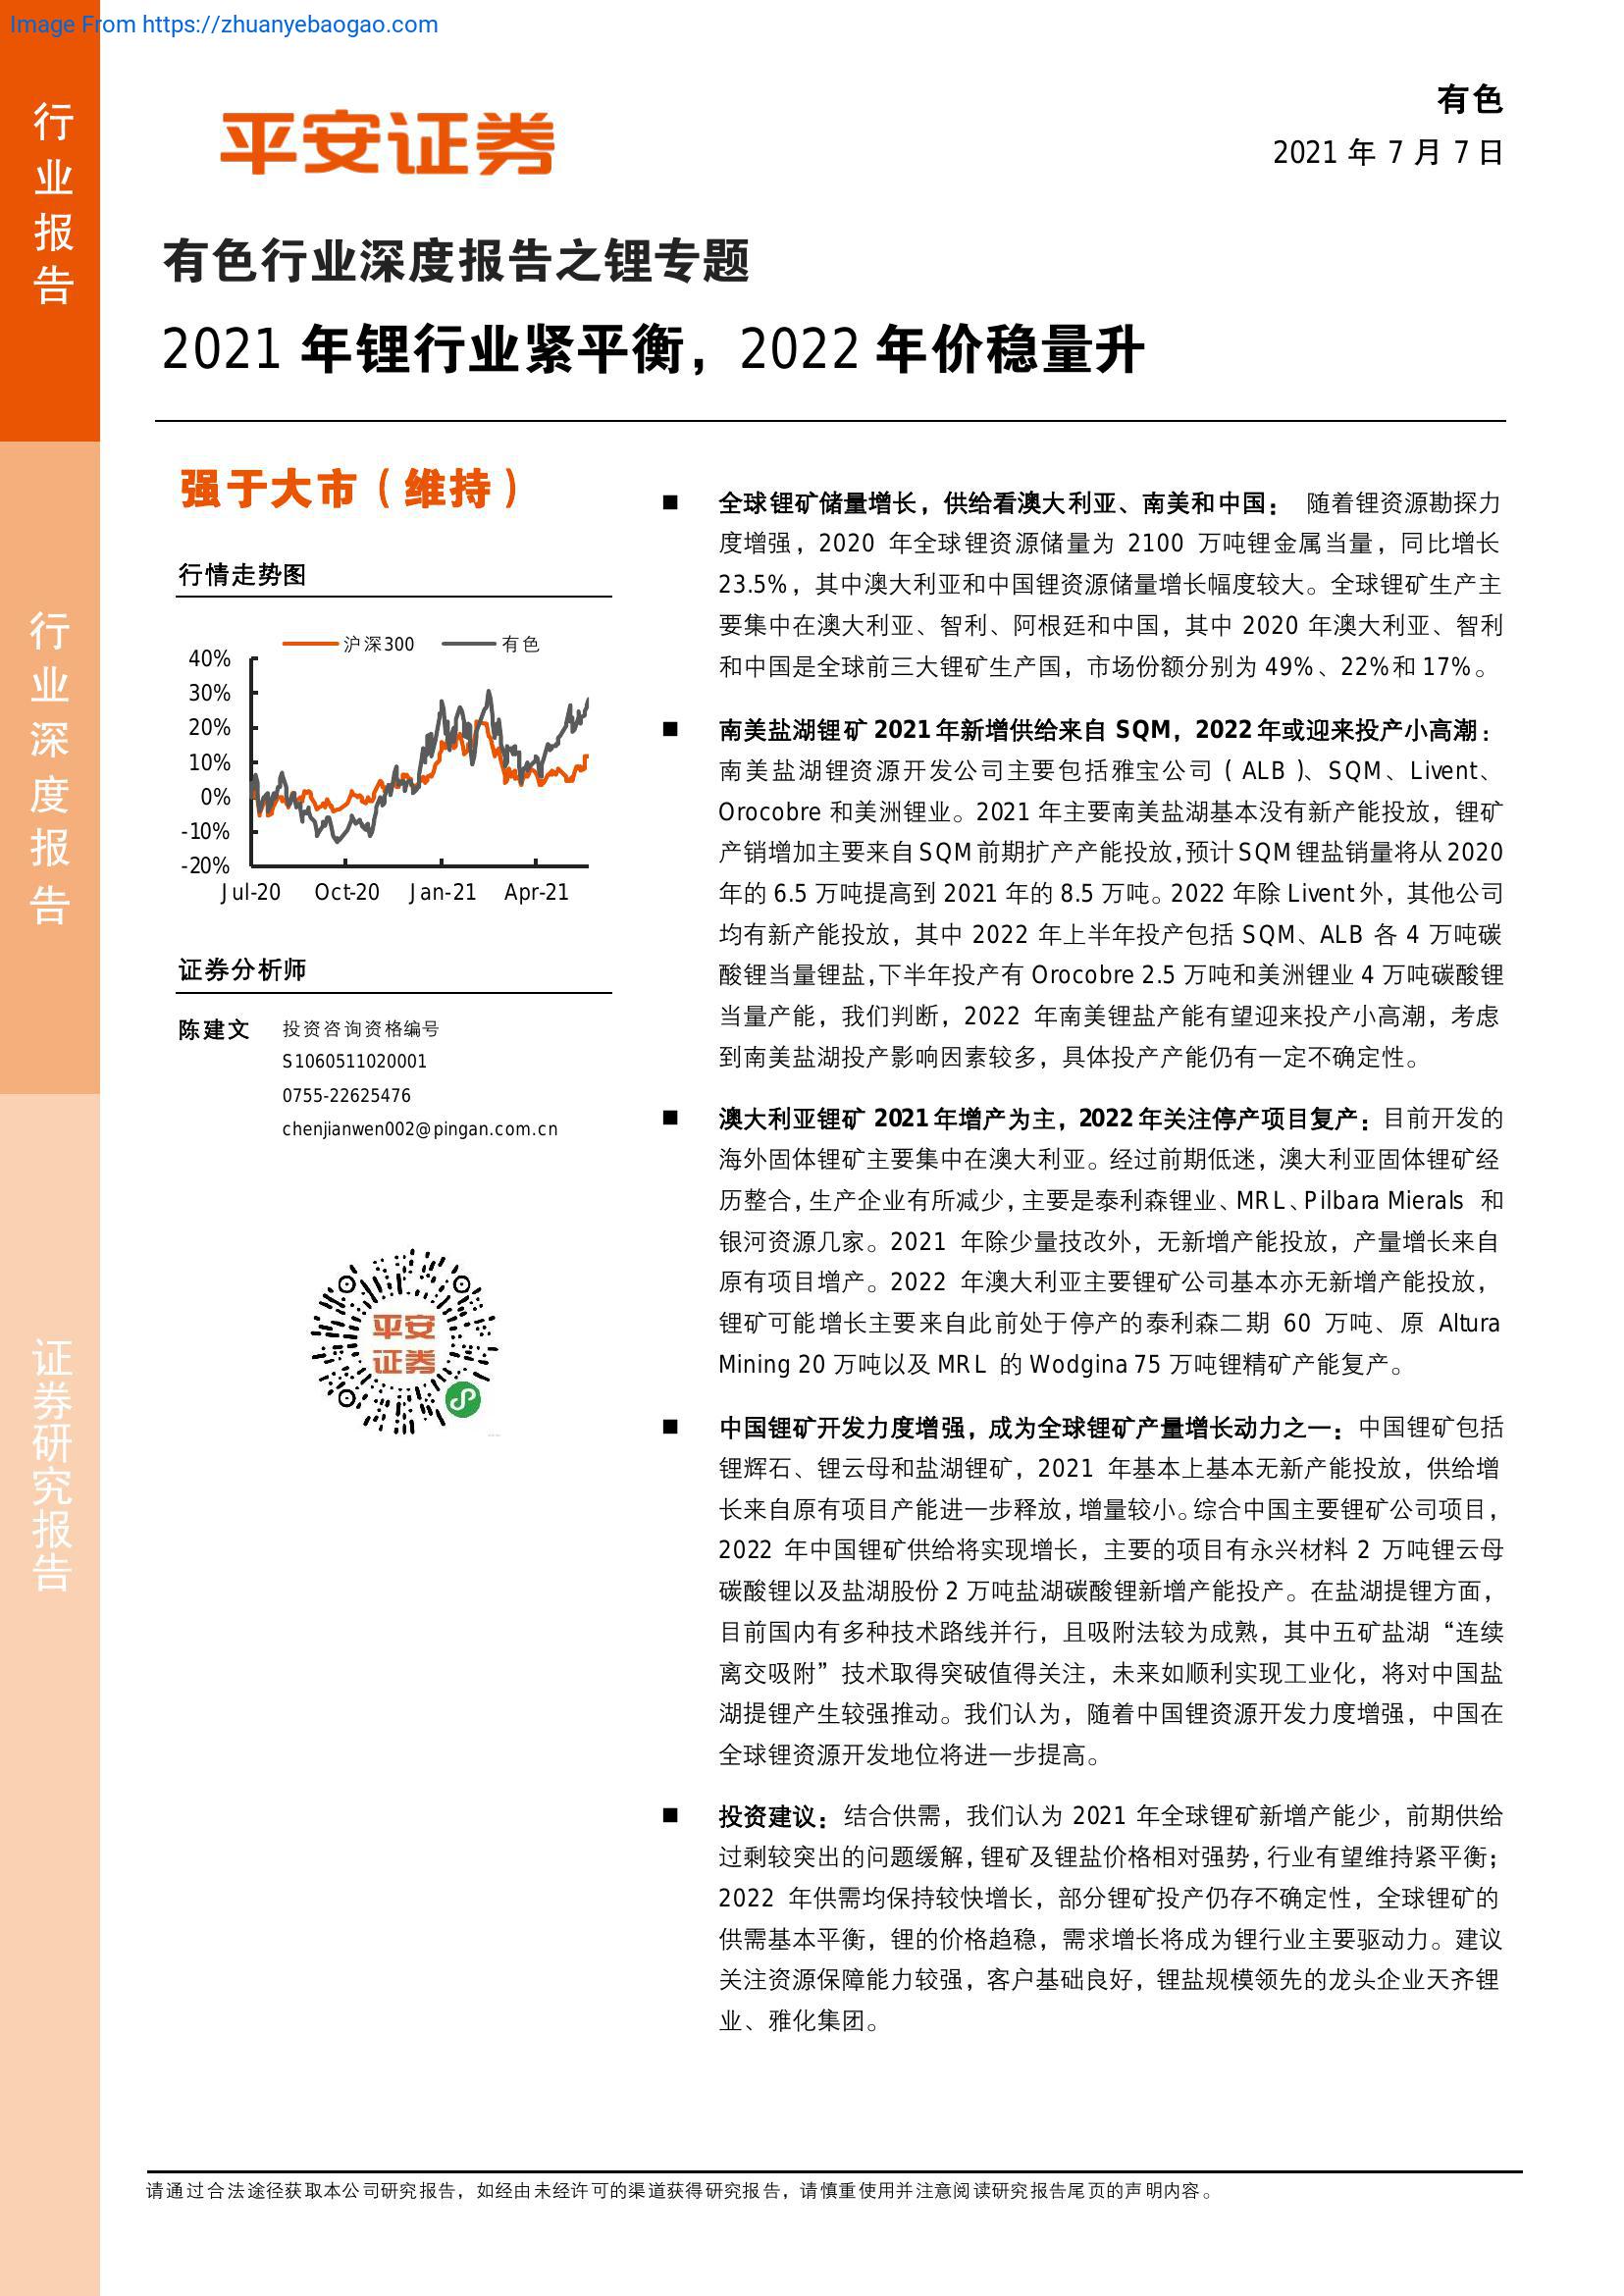 Image From https://zhuanyebaogao.com
行业报告
平安证券
有色
2021 年 7 月 7 日
有色行业深度报告之锂专题
2021 年锂行业紧平衡，2022 年价稳量升
行业深度报告
证券研究报告
强于大市（维持）
行情走势图
沪深300 有色
40%
30%
20%
10%
0%
-10%
-20%
Jul-20 Oct-20 Jan-21 Apr-21
证券分析师
陈建文 投资咨询资格编号
S1060511020001
0755-22625476
chenjianwen002@pingan.com.cn
平安
证券
■ 全球锂矿储量增长，供给看澳大利亚、南美和中国： 随着锂资源勘探力
度增强，2020 年全球锂资源储量为 2100 万吨锂金属当量，同比增长
23.5%，其中澳大利亚和中国锂资源储量增长幅度较大。全球锂矿生产主
要集中在澳大利亚、智利、阿根廷和中国，其中 2020 年澳大利亚、智利
和中国是全球前三大锂矿生产国，市场份额分别为 49%、22%和 17%。
■ 南美盐湖锂矿 2021 年新增供给来自 SQM，2022 年或迎来投产小高潮：
南美盐湖锂资源开发公司主要包括雅宝公司（ALB）、SQM、Livent、
Orocobre 和美洲锂业。2021 年主要南美盐湖基本没有新产能投放，锂矿
产销增加主要来自 SQM 前期扩产产能投放，预计 SQM 锂盐销量将从 2020
年的 6.5 万吨提高到 2021 年的 8.5 万吨。2022 年除 Livent 外，其他公司
均有新产能投放，其中 2022 年上半年投产包括 SQM、ALB 各 4 万吨碳
酸锂当量锂盐，下半年投产有 Orocobre 2.5 万吨和美洲锂业 4 万吨碳酸锂
当量产能，我们判断，2022 年南美锂盐产能有望迎来投产小高潮，考虑
到南美盐湖投产影响因素较多，具体投产产能仍有一定不确定性。
■ 澳大利亚锂矿 2021 年增产为主，2022 年关注停产项目复产：目前开发的
海外固体锂矿主要集中在澳大利亚。经过前期低迷，澳大利亚固体锂矿经
历整合，生产企业有所减少，主要是泰利森锂业、MRL、Pilbara Mierals 和
银河资源几家。2021 年除少量技改外，无新增产能投放，产量增长来自
原有项目增产。2022 年澳大利亚主要锂矿公司基本亦无新增产能投放，
锂矿可能增长主要来自此前处于停产的泰利森二期 60 万吨、原 Altura
Mining 20 万吨以及 MRL 的 Wodgina 75 万吨锂精矿产能复产。
■ 中国锂矿开发力度增强，成为全球锂矿产量增长动力之一：中国锂矿包括
锂辉石、锂云母和盐湖锂矿，2021 年基本上基本无新产能投放，供给增
长来自原有项目产能进一步释放，增量较小。综合中国主要锂矿公司项目，
2022 年中国锂矿供给将实现增长，主要的项目有永兴材料 2 万吨锂云母
碳酸锂以及盐湖股份 2 万吨盐湖碳酸锂新增产能投产。在盐湖提锂方面，
目前国内有多种技术路线并行，且吸附法较为成熟，其中五矿盐湖“连续
离交吸附”技术取得突破值得关注，未来如顺利实现工业化，将对中国盐
湖提锂产生较强推动。我们认为，随着中国锂资源开发力度增强，中国在
全球锂资源开发地位将进一步提高。
■ 投资建议：结合供需，我们认为 2021 年全球锂矿新增产能少，前期供给
过剩较突出的问题缓解，锂矿及锂盐价格相对强势，行业有望维持紧平衡；
2022 年供需均保持较快增长，部分锂矿投产仍存不确定性，全球锂矿的
供需基本平衡，锂的价格趋稳，需求增长将成为锂行业主要驱动力。建议
关注资源保障能力较强，客户基础良好，锂盐规模领先的龙头企业天齐锂
业、雅化集团。
请通过合法途径获取本公司研究报告，如经由未经许可的渠道获得研究报告，请慎重使用并注意阅读研究报告尾页的声明内容。